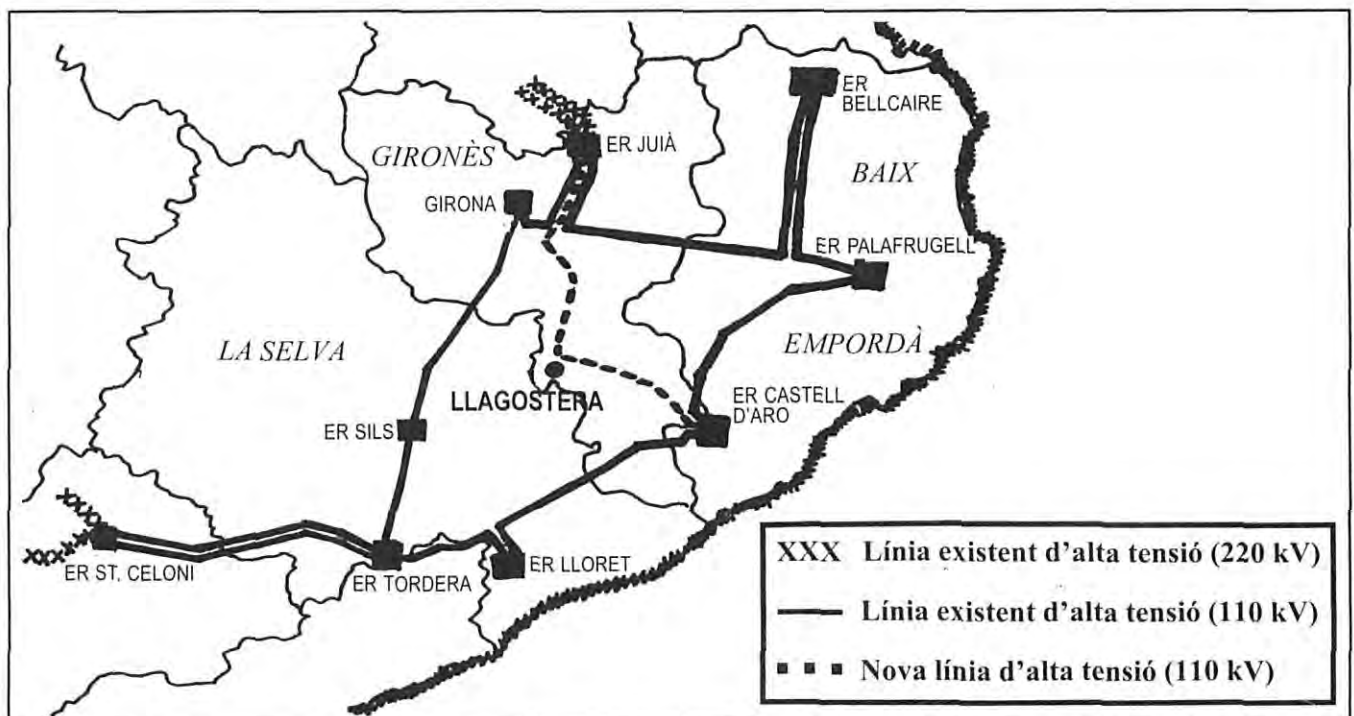 ER
BELLCAIRE
ER JUIÀ
GIRONÈS
BAIX
GIRONA
ER PALAFRUGELL
LA SELVA
EMPORDÀ
LLAGOSTERA
ER CASTELL
D'ARO
ER SILS
ER ST. CELONI
ER TORDERA
ER LLORET
XXX Línia existent d'alta tensió (220 kV)
Línia existent d'alta tensió (110 kV)
Nova línia d'alta tensió (110 kV)